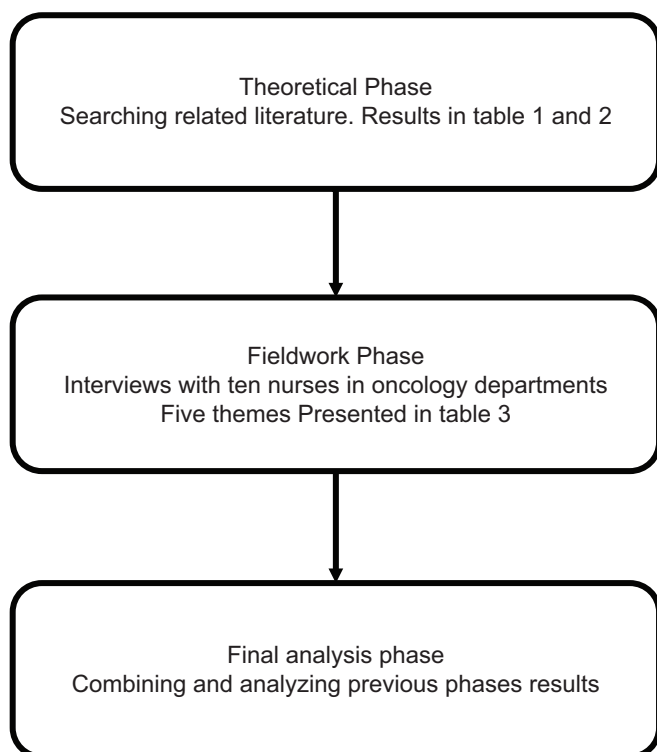 Theoretical Phase
Searching related literature. Results in table 1 and 2
Fieldwork Phase
Interviews with ten nurses in oncology departments
Five themes Presented in table 3
Final analysis phase
Combining and analyzing previous phases results